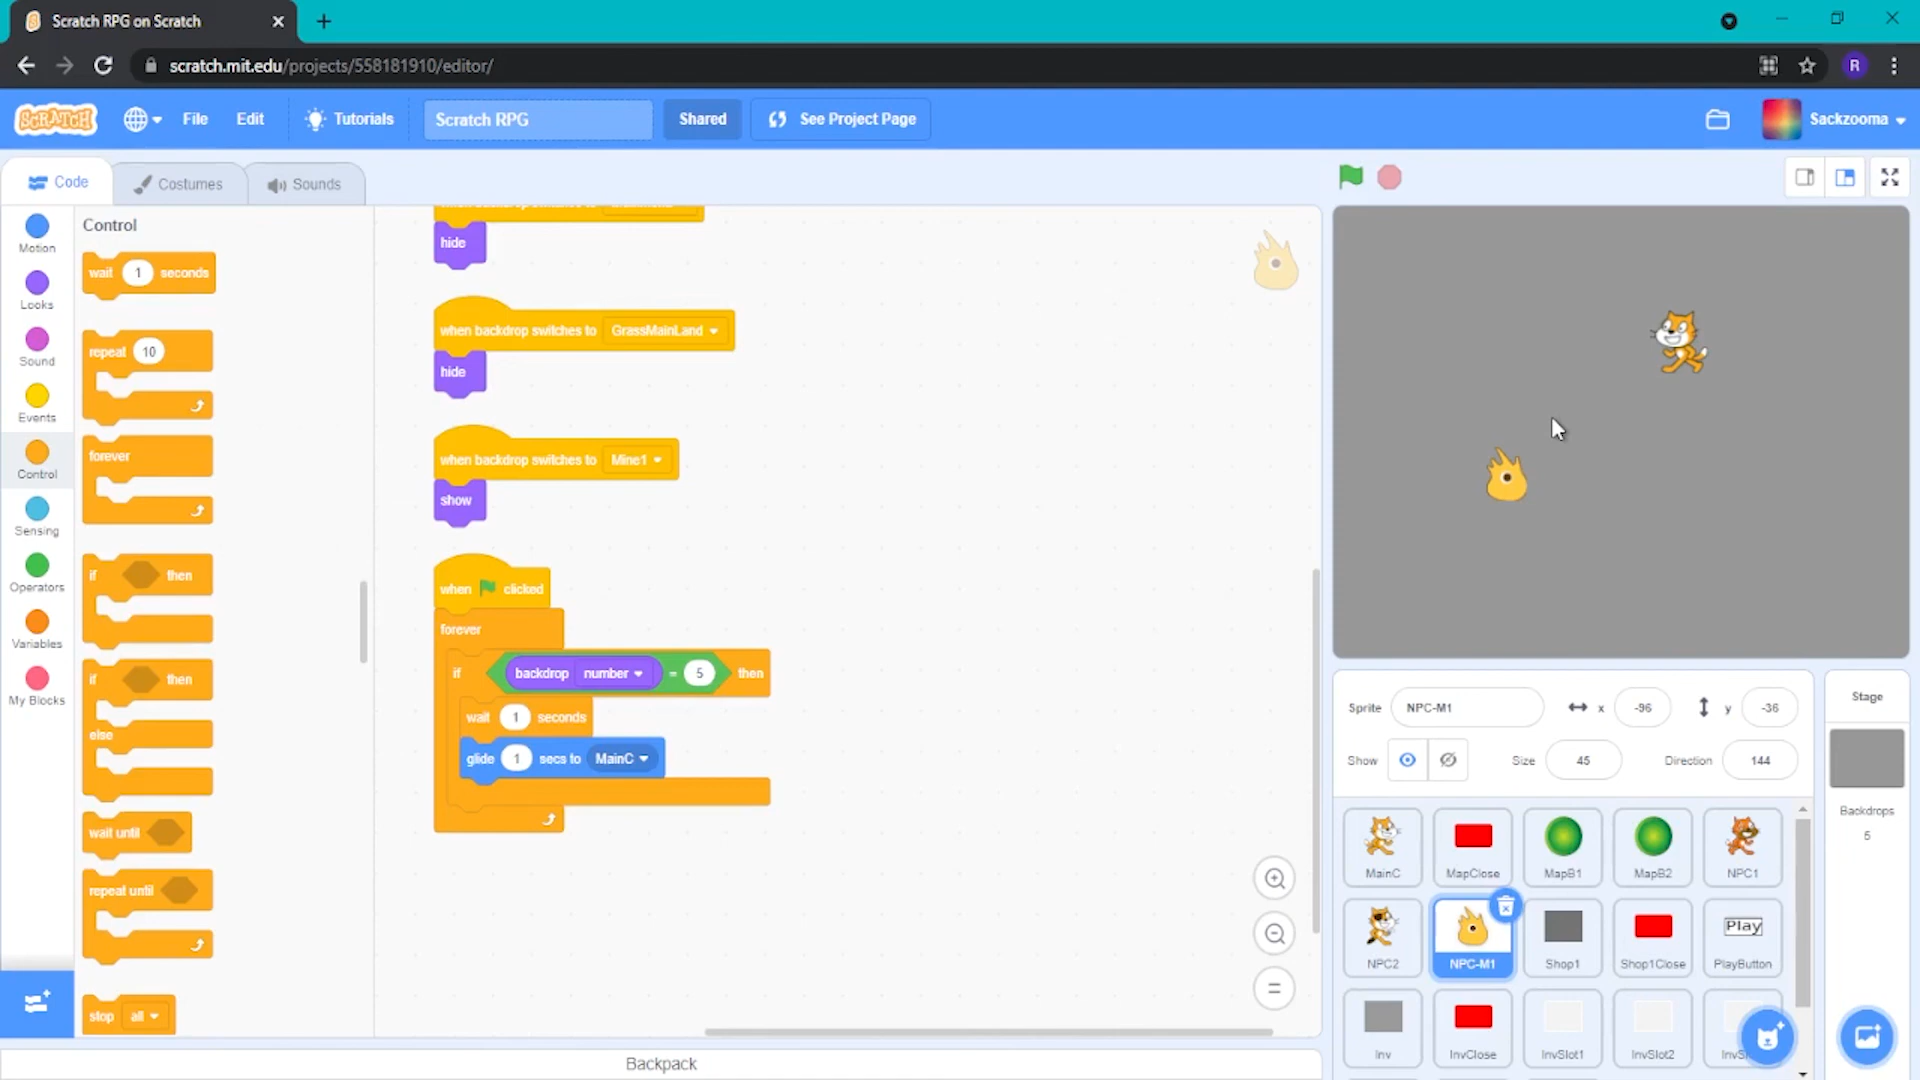 Scratch RPG on Scratch
scratch.mit.edu/projects/558181910/editor/
R
SCRATCH
File
Edit
Tutorials
Scratch RPG
Shared
See Project Page
Sackzooma
Code
Costumes
Sounds
Motion
Looks
Sound
Events
Control
Sensing
Operators
Variables
My Blocks
Control
wait 1 seconds
repeat 10
forever
if then
if then
else
wait until
repeat until
stop all
hide
when backdrop switches to GrassMainLand
hide
when backdrop switches to Mine1
show
when clicked
forever
if backdrop number = 5 then
wait 1 seconds
glide 1 secs to MainC
Backpack
Sprite NPC-M1 x -96 y -36
Show Size 45 Direction 144
MainC
MapClose
MapB1
MapB2
NPC1
NPC2
NPC-M1
Shop1
Shop1Close
Play
PlayButton
Inv
InvClose
InvSlot1
InvSlot2
Stage
Backdrops
5